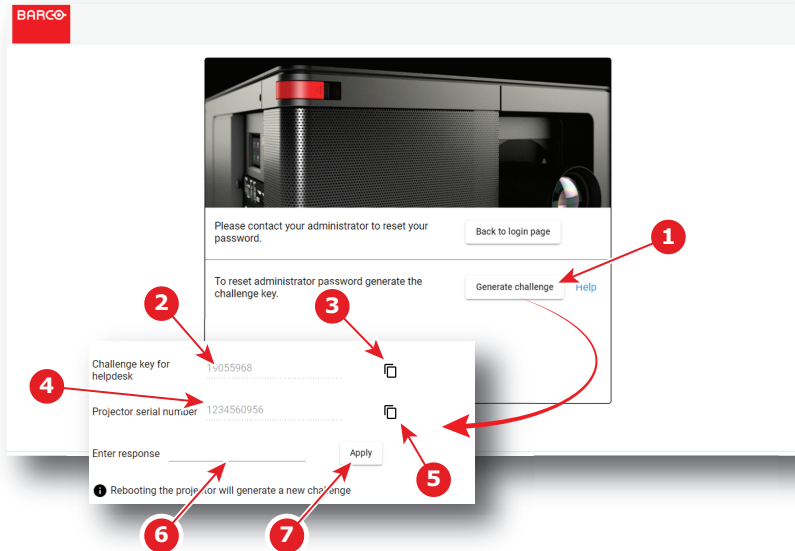 BARCO
Please contact your administrator to reset your
password.
Back to login page
1
To reset administrator password generate the
challenge key.
Generate challenge
Help
2
3
Challenge key for
helpdesk
19055968
4
Projector serial number
1234560956
Enter response
Apply
5
Rebooting the projector will generate a new challenge
6
7